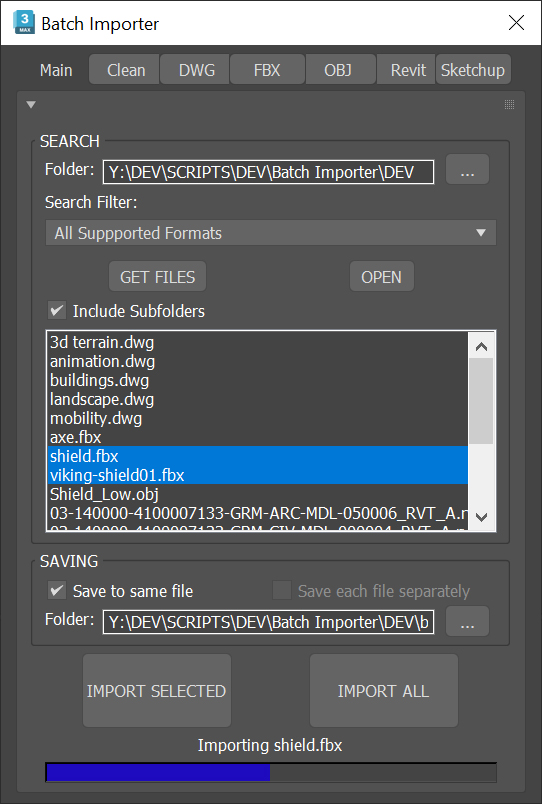 3
MAX
Batch Importer
Main Clean DWG FBX OBJ Revit Sketchup
SEARCH
Folder: Y:\DEV\SCRIPTS\DEV\Batch Importer\DEV ...
Search Filter:
All Suppported Formats
GET FILES OPEN
Include Subfolders
3d terrain.dwg
animation.dwg
buildings.dwg
landscape.dwg
mobility.dwg
axe.fbx
shield.fbx
viking-shield01.fbx
Shield_Low.obj
03-140000-4100007133-GRM-ARC-MDL-050006_RVT_A.r
SAVING
Save to same file Save each file separately
Folder: Y:\DEV\SCRIPTS\DEV\Batch Importer\DEV\b ...
IMPORT SELECTED IMPORT ALL
Importing shield.fbx